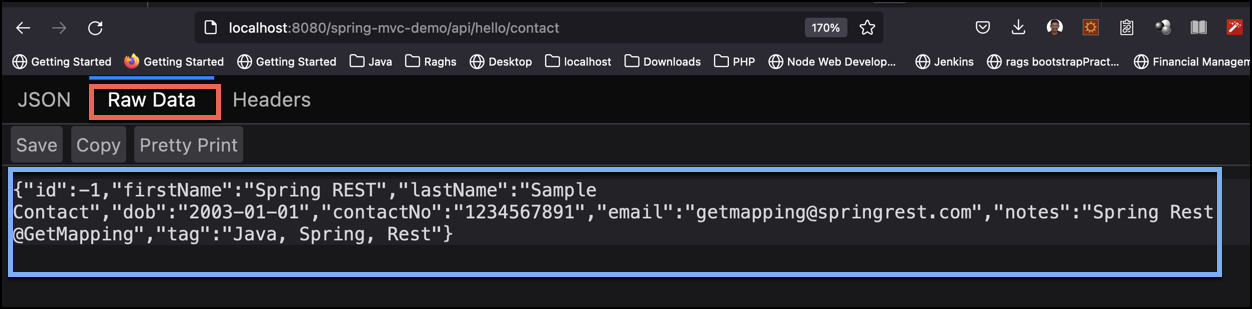 localhost:8080/spring-mvc-demo/api/hello/contact 170%
Getting Started Getting Started Getting Started Java Raghs Desktop localhost Downloads PHP Node Web Develop... Jenkins rags bootstrapPract... Financial Managem
JSON Raw Data Headers
Save Copy Pretty Print
{"id":-1,"firstName":"Spring REST","lastName":"Sample
Contact","dob":"2003-01-01","contactNo":"1234567891","email":"getmapping@springrest.com","notes":"Spring Rest
@GetMapping","tag":"Java, Spring, Rest"}